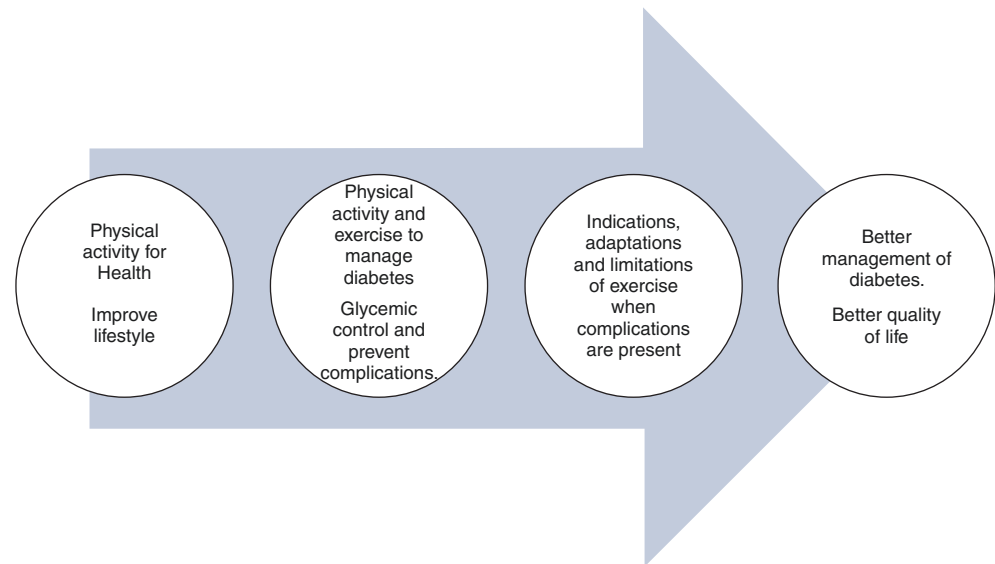 Physical
activity for
Health
Improve
lifestyle
Physical
activity and
exercise to
manage
diabetes
Glycemic
control and
prevent
complications.
Indications,
adaptations
and limitations
of exercise
when
complications
are present
Better
management of
diabetes.
Better quality
of life